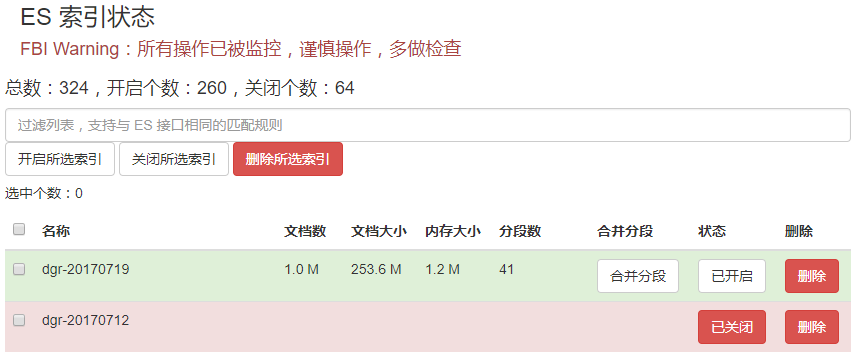 ES 索引状态
FBI Warning：所有操作已被监控，谨慎操作，多做检查
总数：324，开启个数：260，关闭个数：64
过滤列表，支持与 ES 接口相同的匹配规则
开启所选索引 关闭所选索引 删除所选索引
选中个数：0
名称 文档数 文档大小 内存大小 分段数 合并分段 状态 删除
dgr-20170719 1.0 M 253.6 M 1.2 M 41 合并分段 已开启 删除
dgr-20170712 已关闭 删除